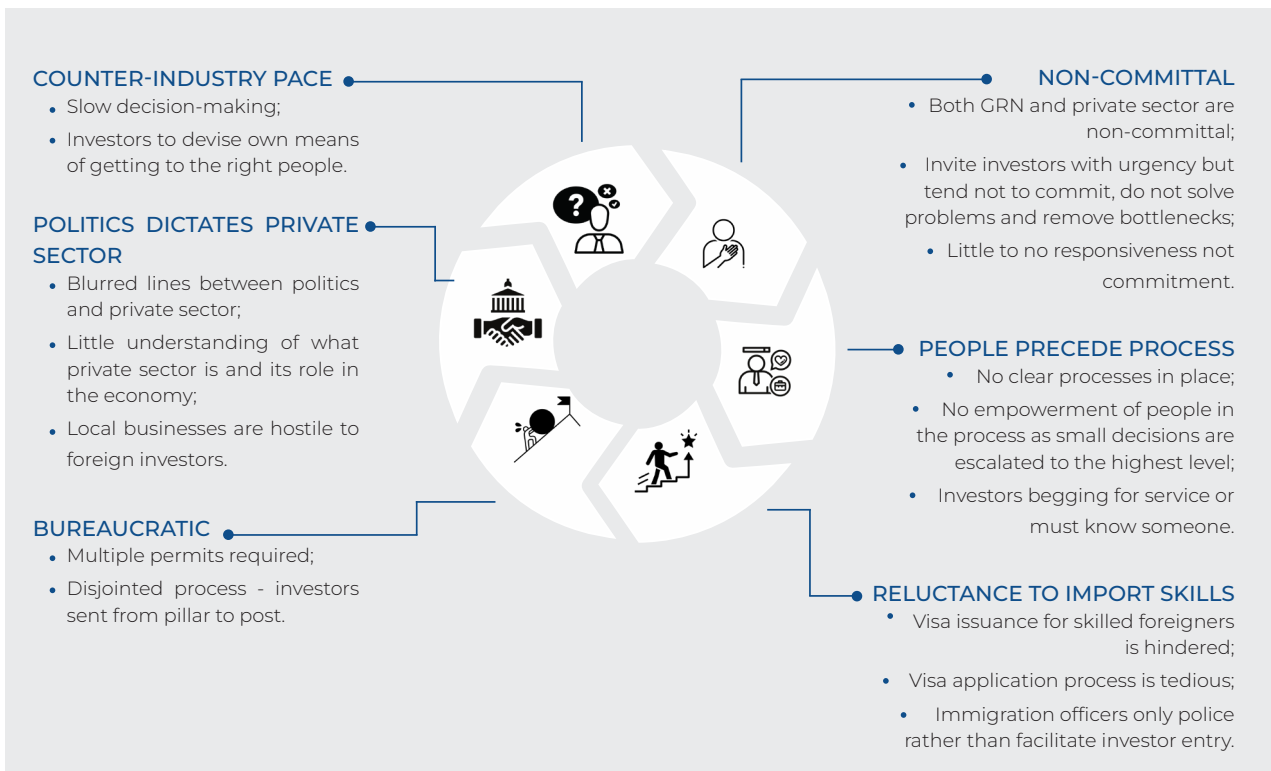 COUNTER-INDUSTRY PACE
• Slow decision-making;
• Investors to devise own means
of getting to the right people.
POLITICS DICTATES PRIVATE
SECTOR
• Blurred lines between politics
and private sector;
• Little understanding of what
private sector is and its role in
the economy;
• Local businesses are hostile to
foreign investors.
BUREAUCRATIC
• Multiple permits required;
• Disjointed process - investors
sent from pillar to post.
?
NON-COMMITTAL
• Both GRN and private sector are
non-committal;
• Invite investors with urgency but
tend not to commit, do not solve
problems and remove bottlenecks;
• Little to no responsiveness not
commitment.
PEOPLE PRECEDE PROCESS
• No clear processes in place;
• No empowerment of people in
the process as small decisions are
escalated to the highest level;
• Investors begging for service or
must know someone.
RELUCTANCE TO IMPORT SKILLS
• Visa issuance for skilled foreigners
is hindered;
• Visa application process is tedious;
• Immigration officers only police
rather than facilitate investor entry.